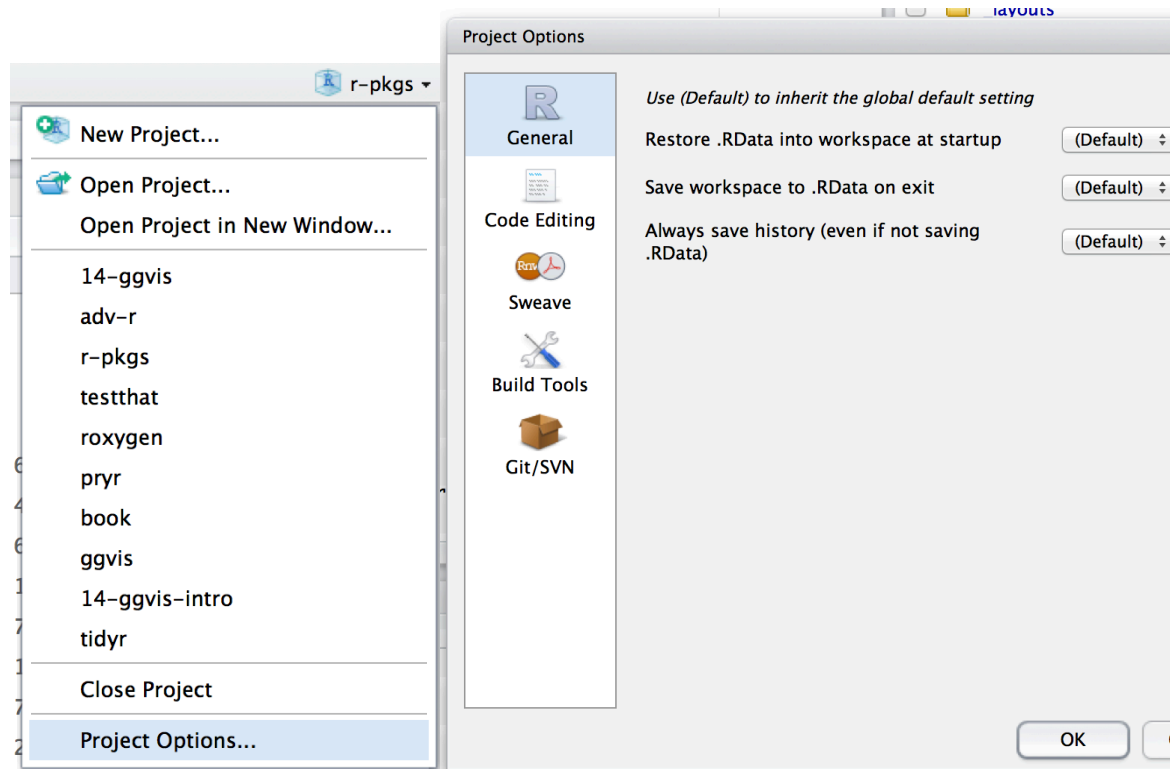 r-pkgs
New Project...
Open Project...
Open Project in New Window...
14-ggvis
adv-r
r-pkgs
testthat
roxygen
pryr
book
ggvis
14-ggvis-intro
tidyr
Close Project
Project Options...
_layouts
Project Options
General
Code Editing
Sweave
Build Tools
Git/SVN
Use (Default) to inherit the global default setting
Restore .RData into workspace at startup (Default)
Save workspace to .RData on exit (Default)
Always save history (even if not saving
.RData) (Default)
OK